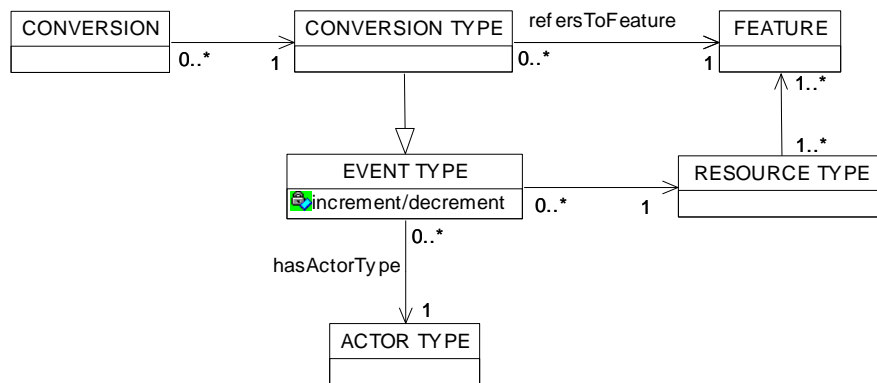 CONVERSION
CONVERSION TYPE
refersToFeature
FEATURE
0..*
1
0..*
1
1..*
1..*
EVENT TYPE
increment/decrement
RESOURCE TYPE
0..*
1
0..*
hasActorType
1
ACTOR TYPE